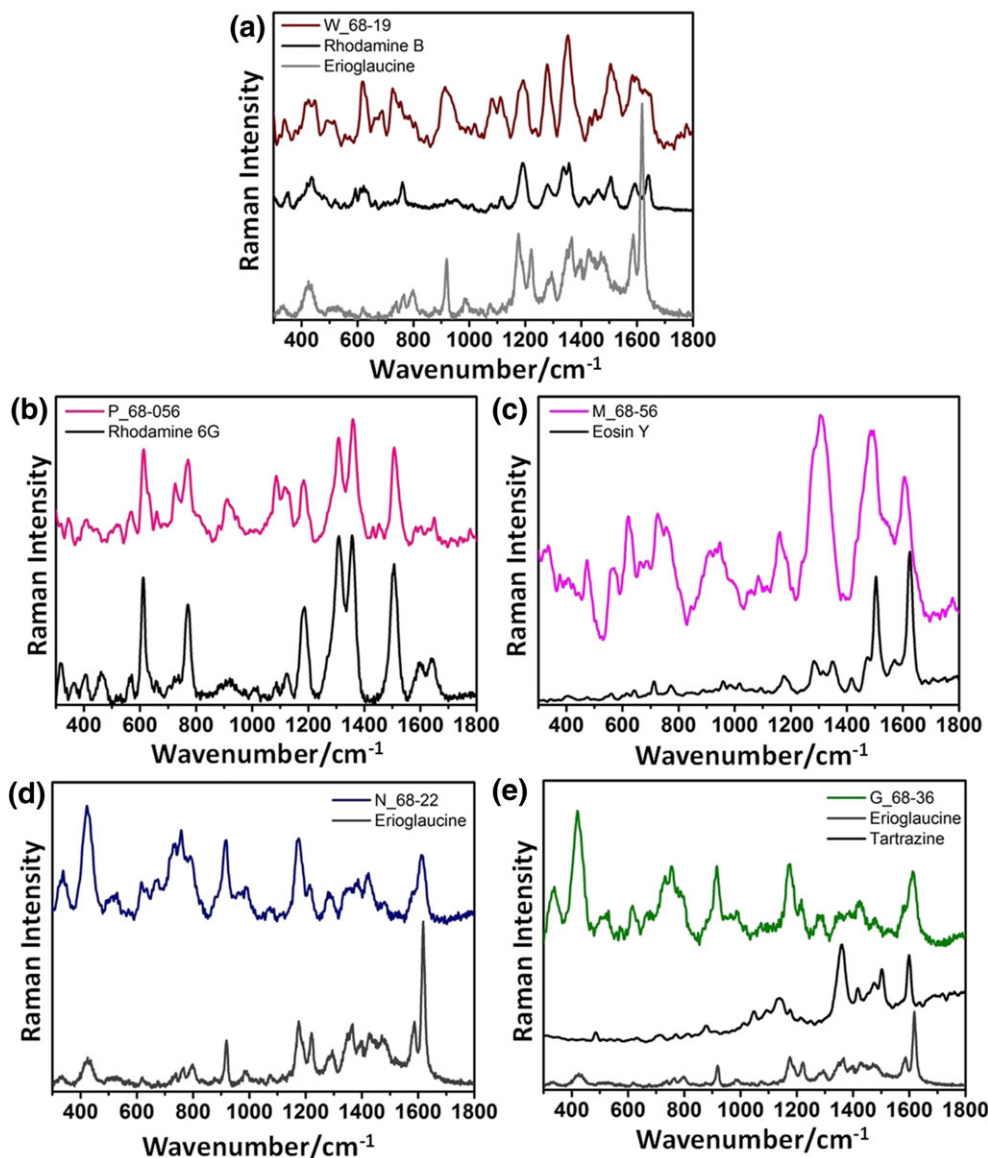 (a)
W_68-19
Rhodamine B
Erioglaucine
Raman Intensity
400 600 800 1000 1200 1400 1600 1800
Wavenumber/cm⁻¹
(b)
P_68-056
Rhodamine 6G
Raman Intensity
400 600 800 1000 1200 1400 1600 1800
Wavenumber/cm⁻¹
(c)
M_68-56
Eosin Y
Raman Intensity
400 600 800 1000 1200 1400 1600 1800
Wavenumber/cm⁻¹
(d)
N_68-22
Erioglaucine
Raman Intensity
400 600 800 1000 1200 1400 1600 1800
Wavenumber/cm⁻¹
(e)
G_68-36
Erioglaucine
Tartrazine
Raman Intensity
400 600 800 1000 1200 1400 1600 1800
Wavenumber/cm⁻¹